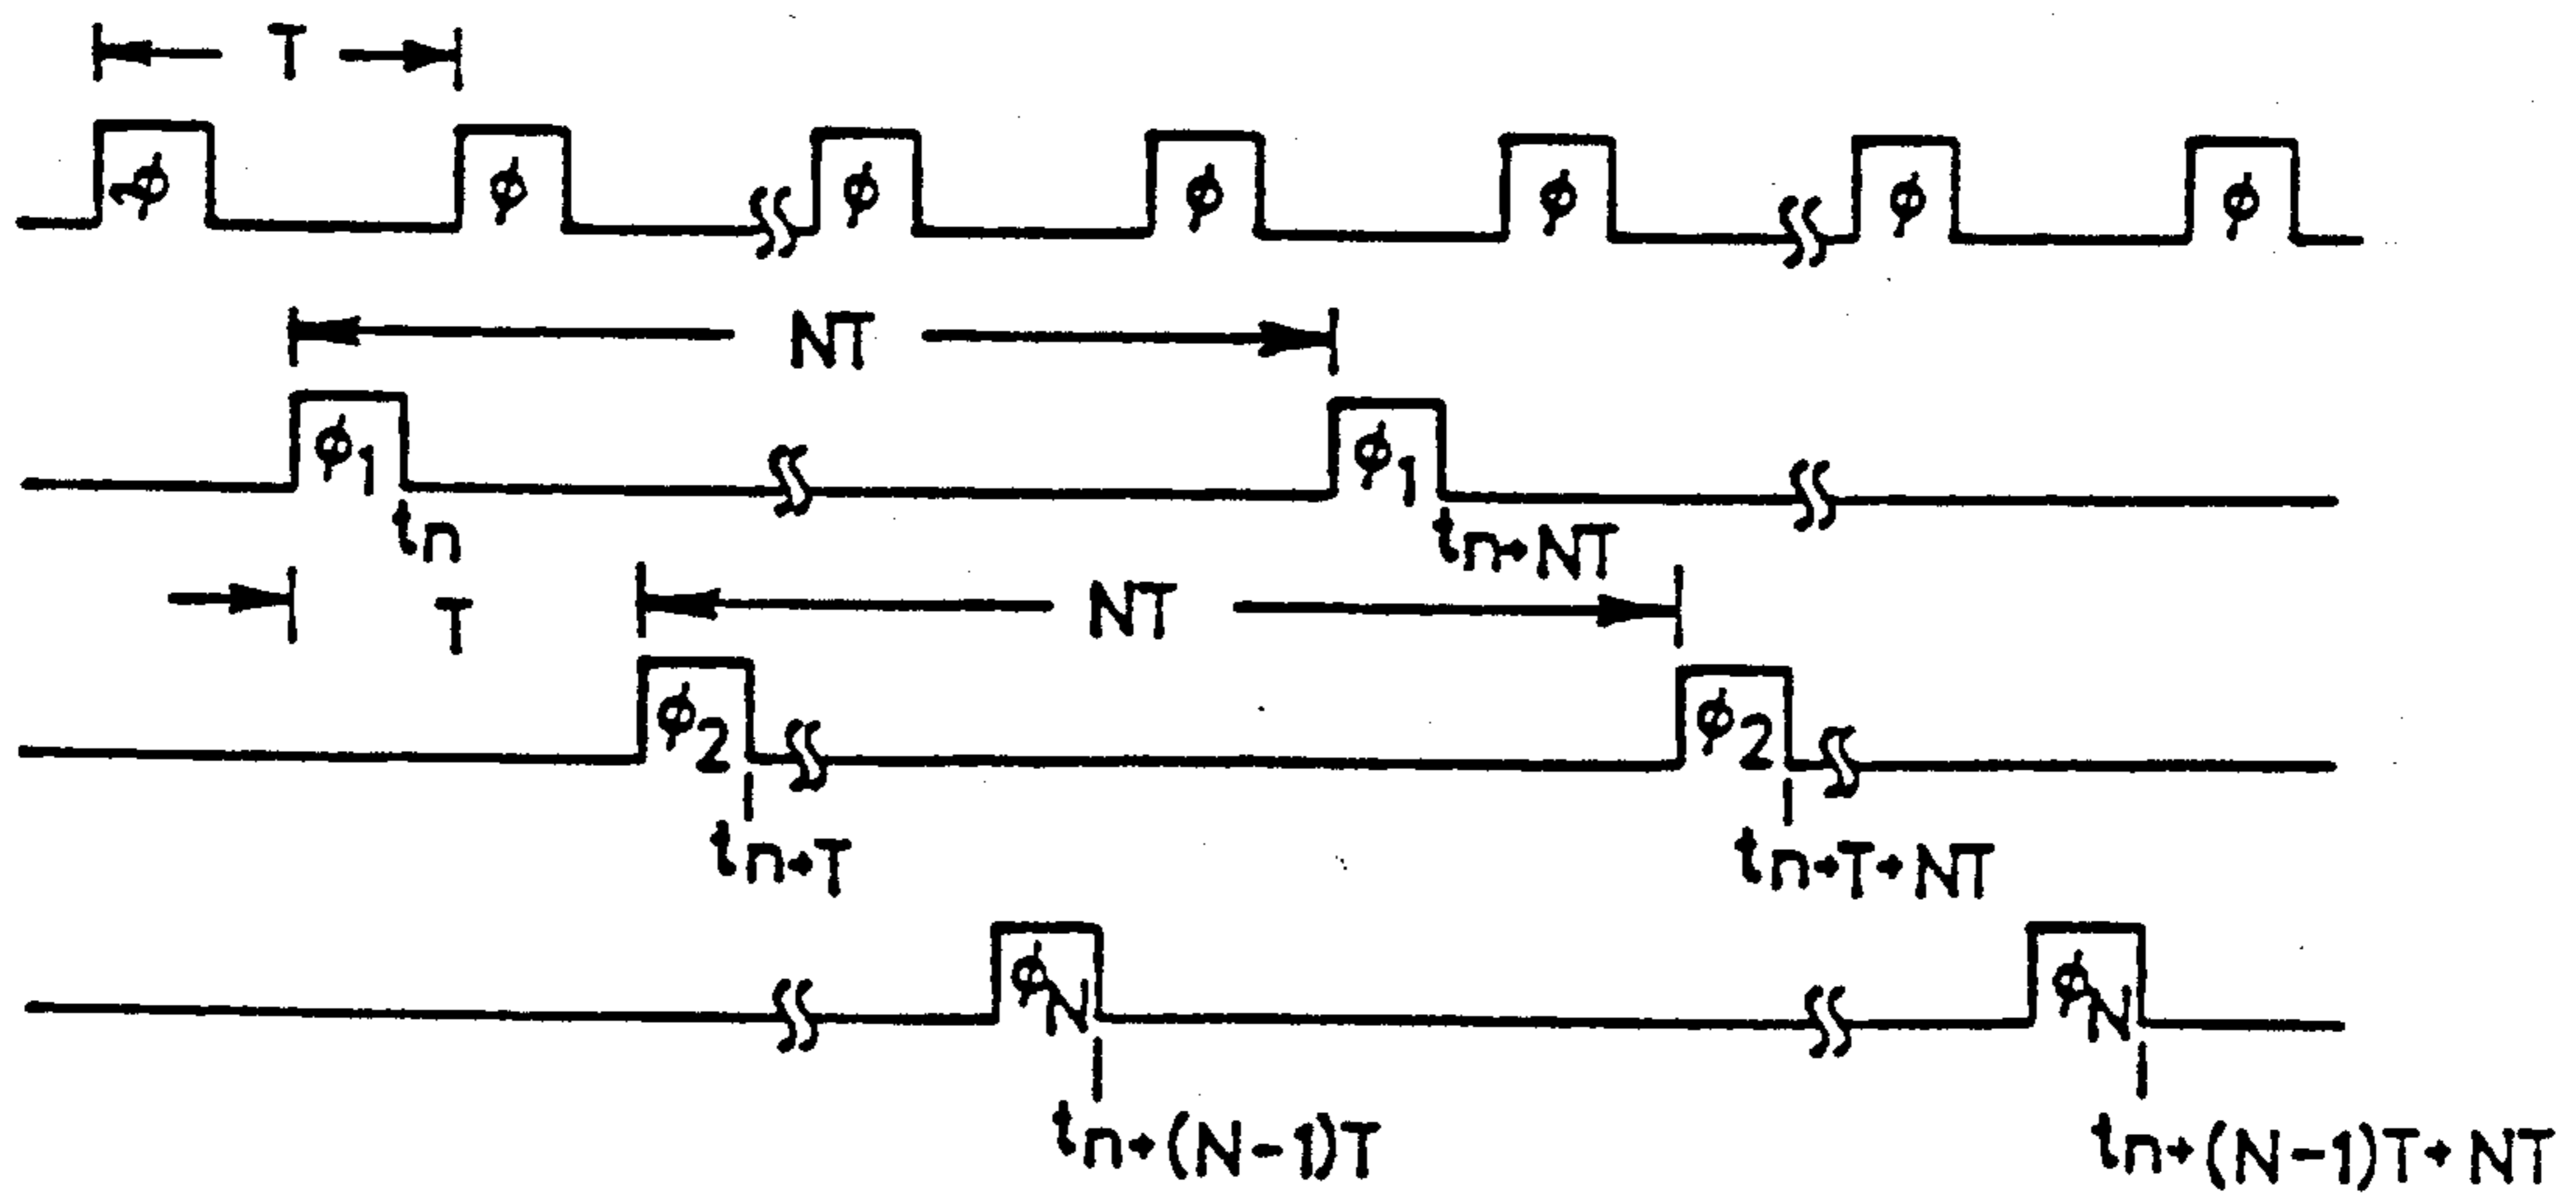 T
1ϕ ϕ ϕ ϕ ϕ ϕ ϕ
NT
ϕ1 ϕ1
tn tn+NT
T NT
ϕ2 ϕ2
tn+T tn+T+NT
ϕN ϕN
tn+(N-1)T tn+(N-1)T+NT